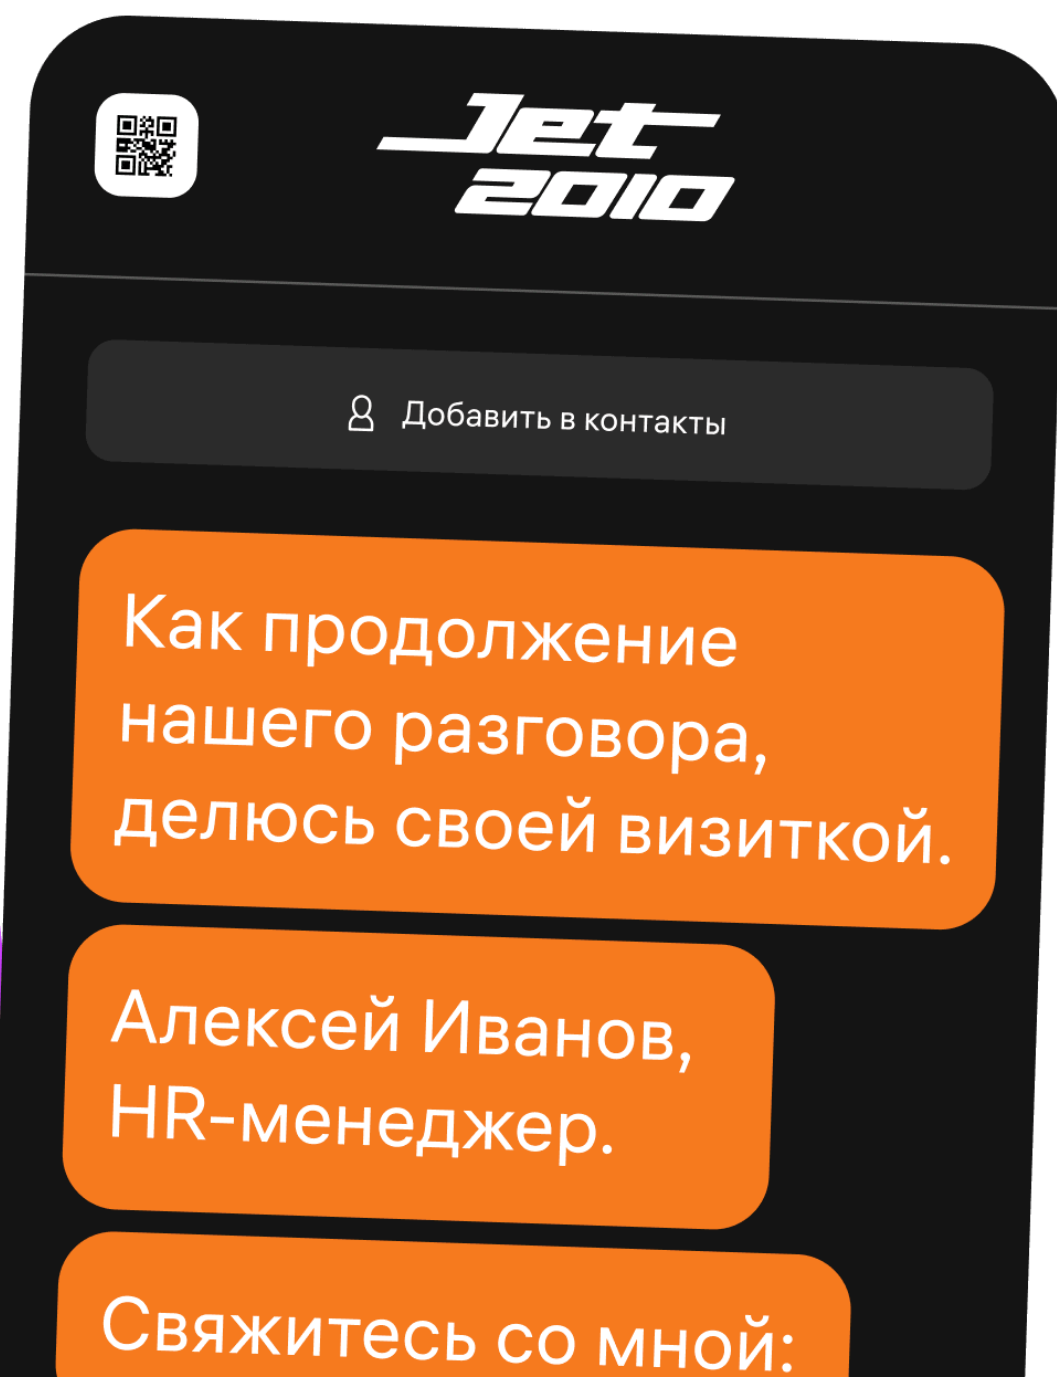 Jet
2010
Добавить в контакты
Как продолжение
нашего разговора,
делюсь своей визиткой.
Алексей Иванов,
HR-менеджер.
Свяжитесь со мной: